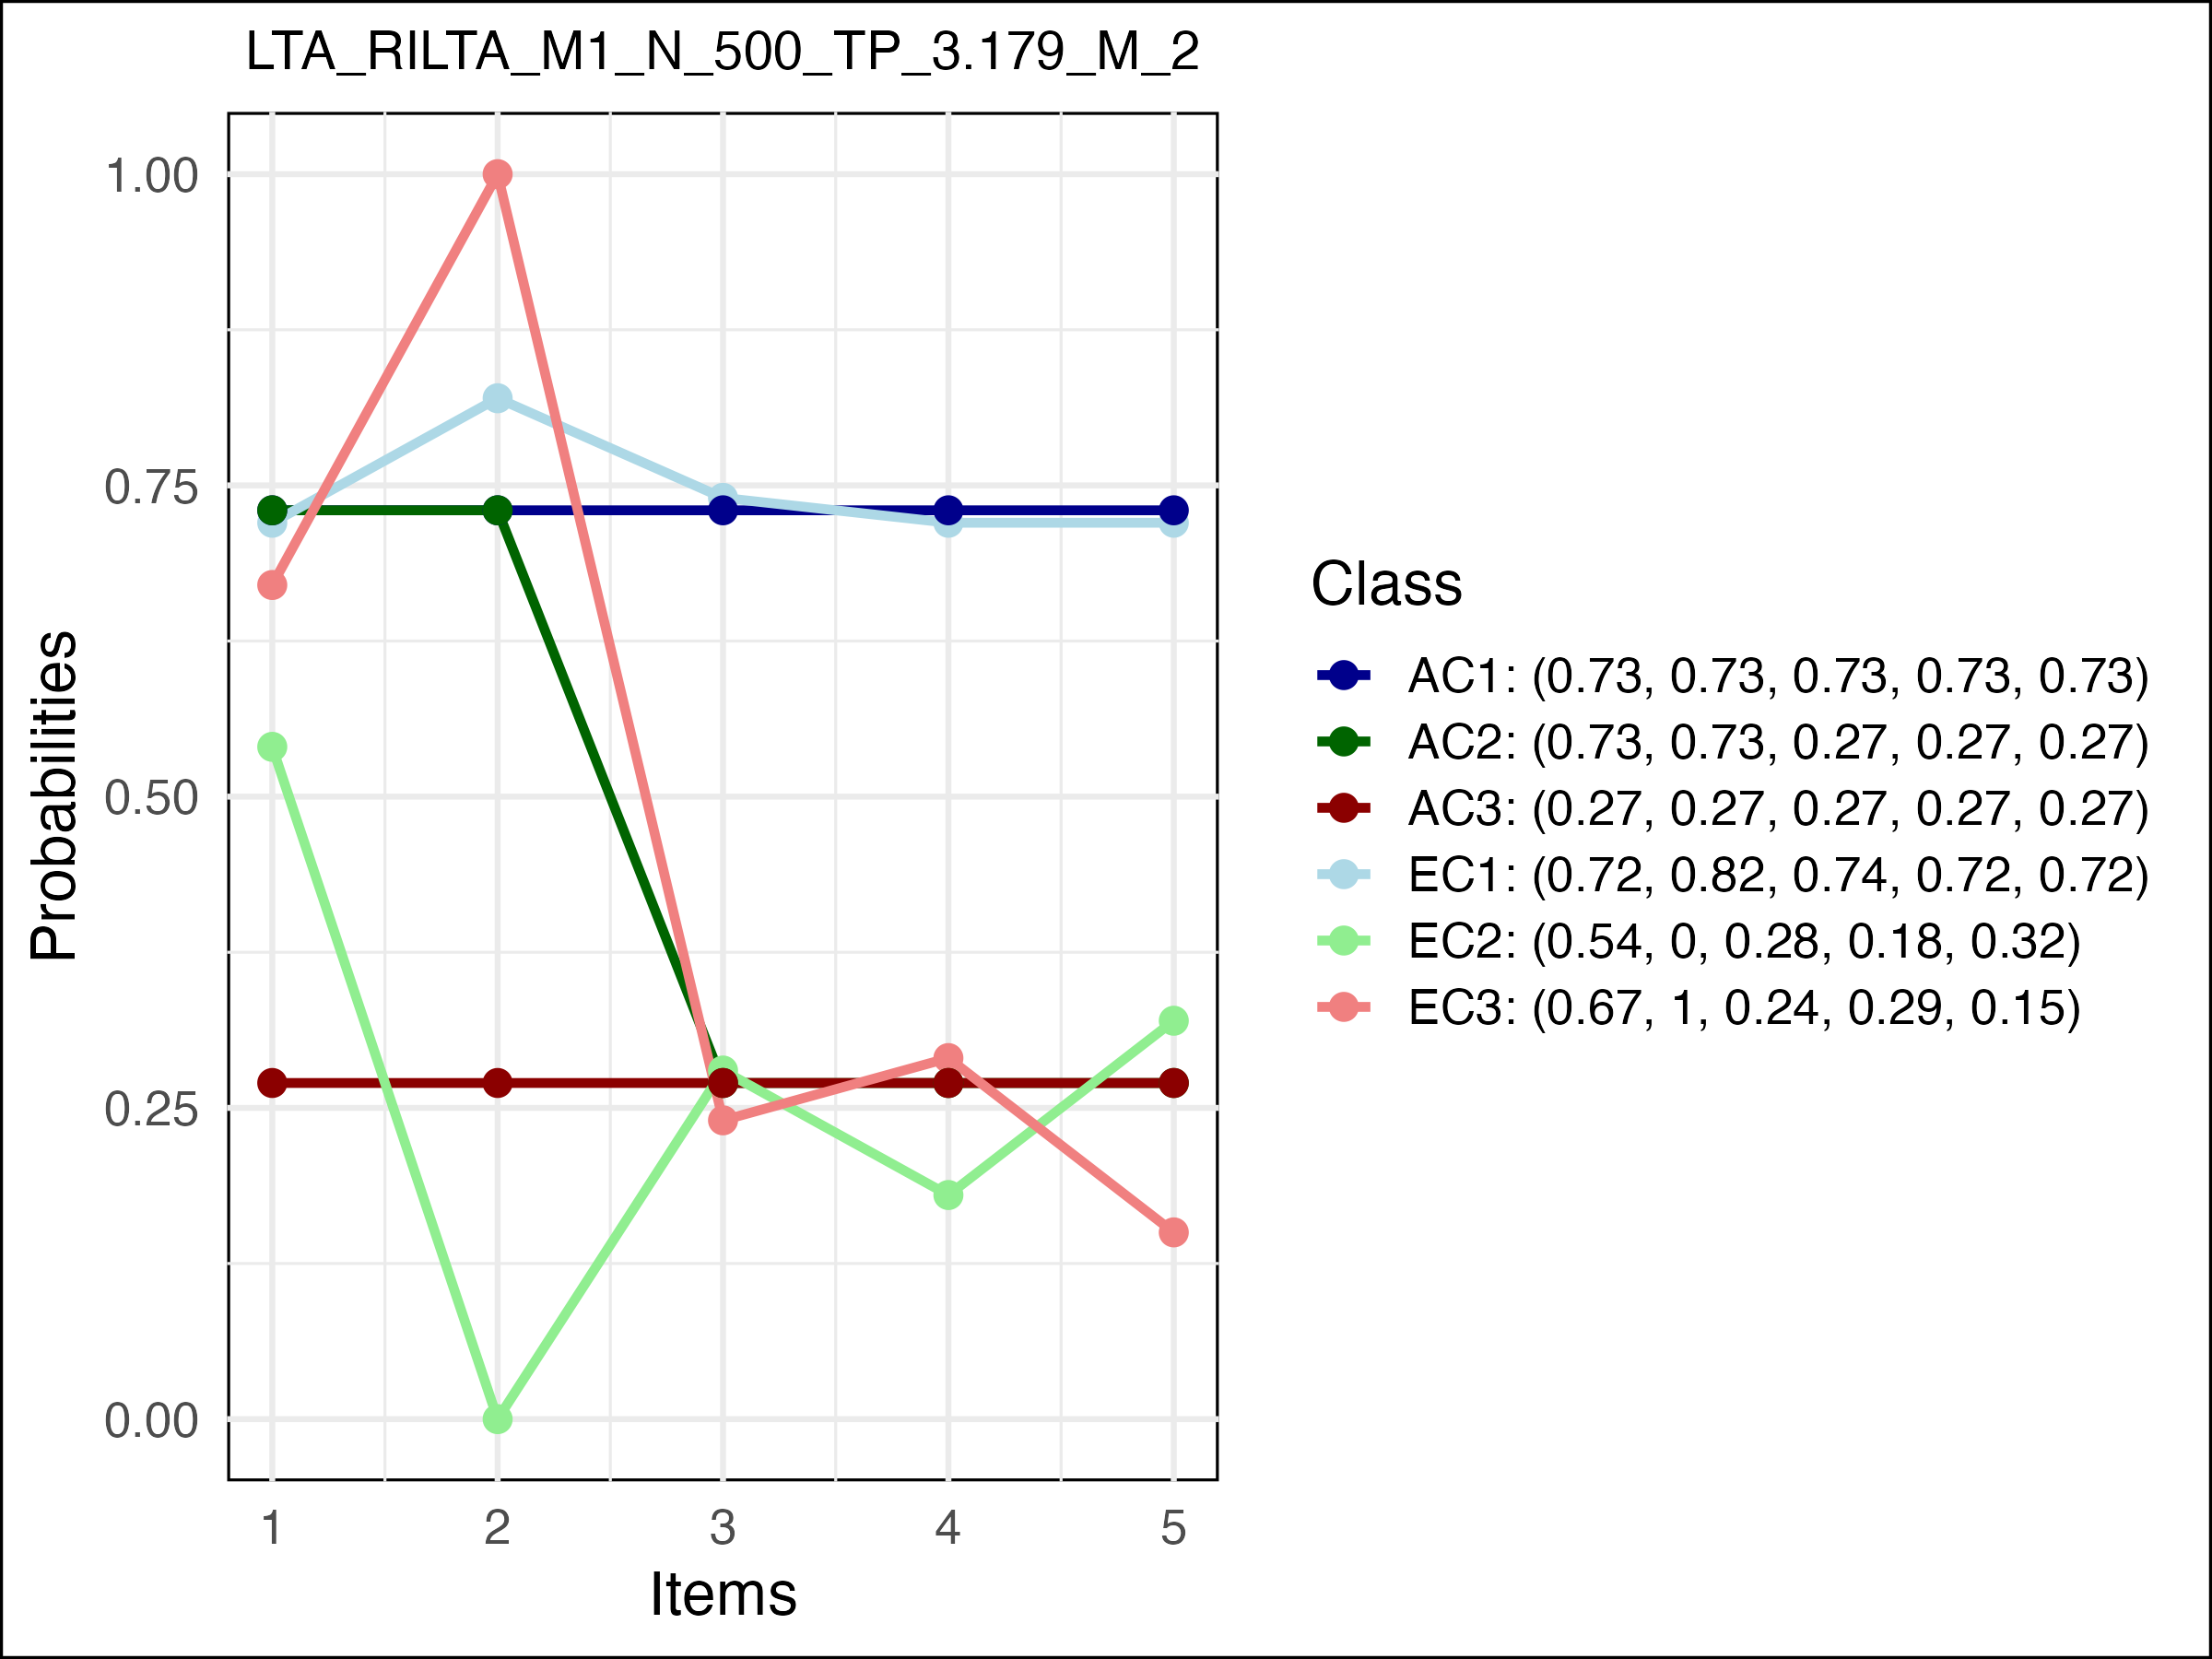 LTA_RILTA_M1_N_500_TP_3.179_M_2
1.00
0.75
0.50
0.25
0.00
Probabilities
1 2 3 4 5
Items
Class
AC1: (0.73, 0.73, 0.73, 0.73, 0.73)
AC2: (0.73, 0.73, 0.27, 0.27, 0.27)
AC3: (0.27, 0.27, 0.27, 0.27, 0.27)
EC1: (0.72, 0.82, 0.74, 0.72, 0.72)
EC2: (0.54, 0, 0.28, 0.18, 0.32)
EC3: (0.67, 1, 0.24, 0.29, 0.15)